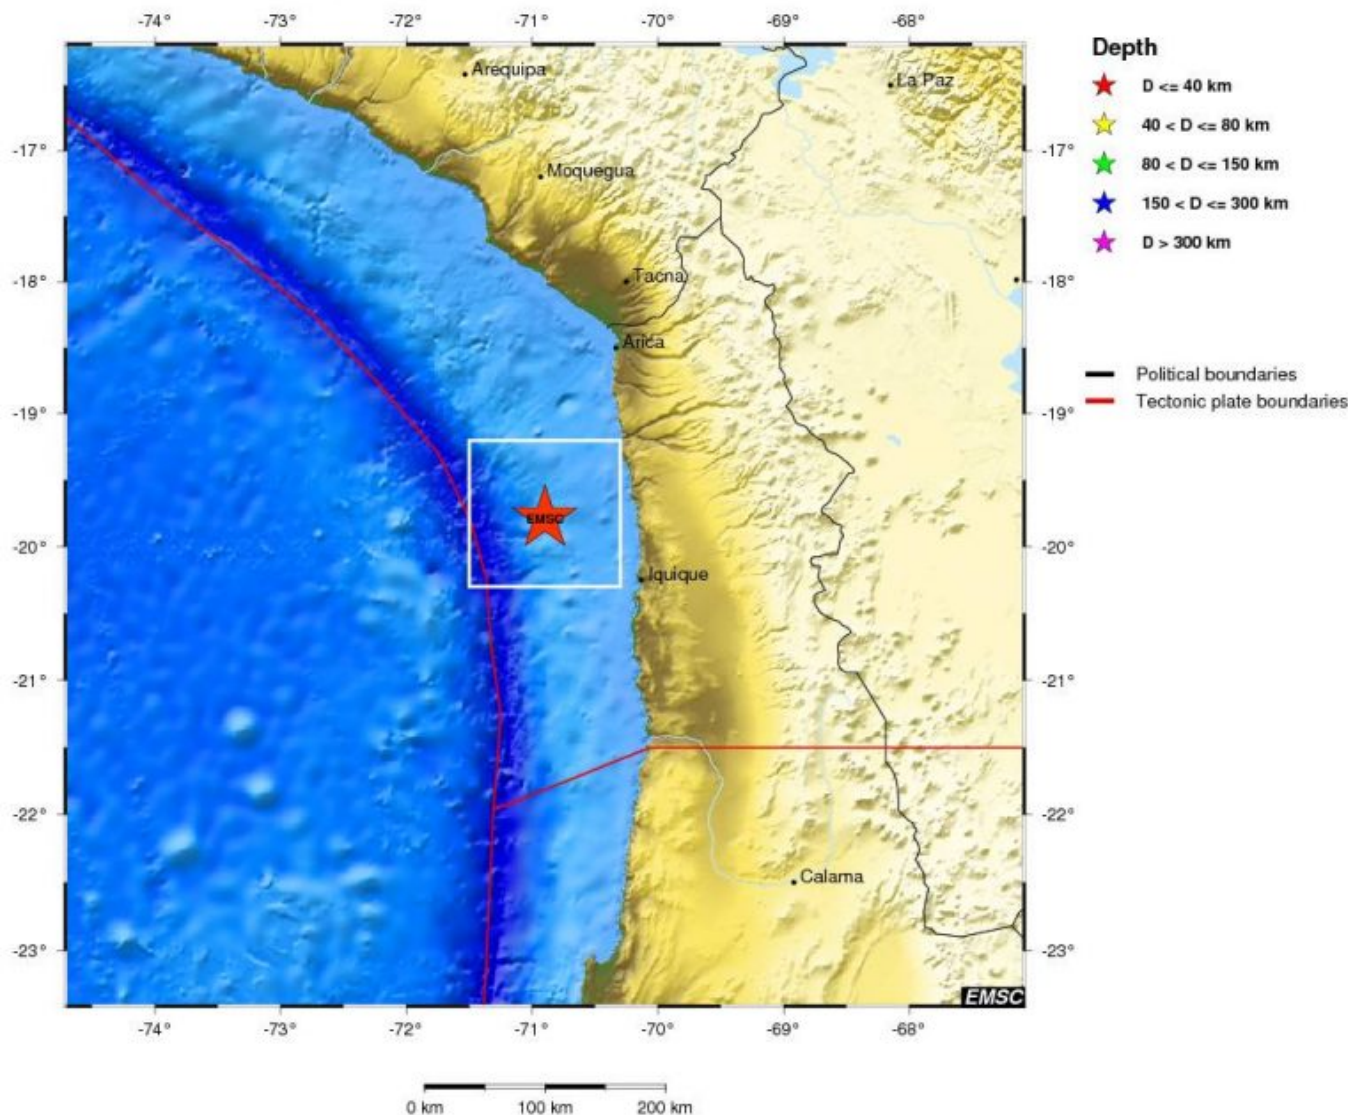 -74° -73° -72° -71° -70° -69° -68°
Depth
D <= 40 km
40 < D <= 80 km
80 < D <= 150 km
150 < D <= 300 km
D > 300 km
Arequipa
La Paz
-17° -17°
Moquegua
Tacna
-18° -18°
Arica
Political boundaries
Tectonic plate boundaries
-19° -19°
EMSC
-20° -20°
Iquique
-21° -21°
-22° -22°
Calama
-23° -23°
EMSC
-74° -73° -72° -71° -70° -69° -68°
0 km 100 km 200 km